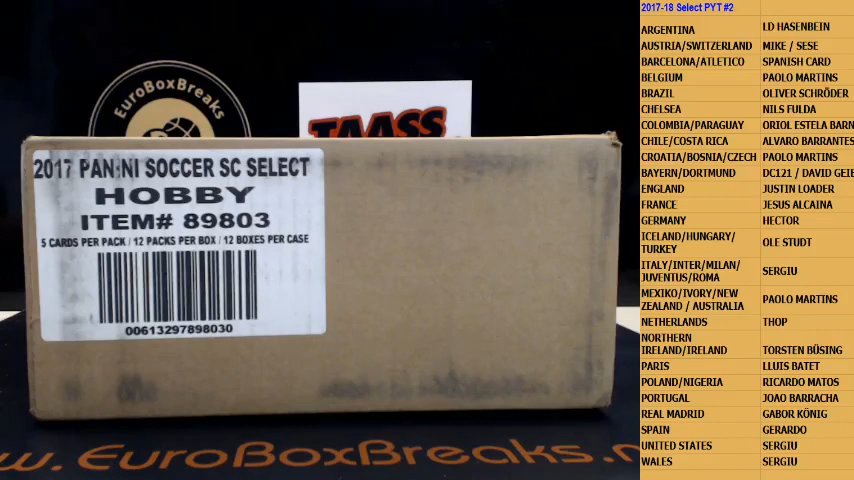 EuroBoxBreaks
TAASS
2017 PANINI SOCCER SC SELECT
HOBBY
ITEM# 89803
5 CARDS PER PACK / 12 PACKS PER BOX / 12 BOXES PER CASE
00613297898030
w.EuroBoxBreaks.n
2017-18 Select PYT #2
ARGENTINA LD HASENBEIN
AUSTRIA/SWITZERLAND MIKE / SESE
BARCELONA/ATLETICO SPANISH CARD
BELGIUM PAOLO MARTINS
BRAZIL OLIVER SCHRÖDER
CHELSEA NILS FULDA
COLOMBIA/PARAGUAY ORIOL ESTELA BARN
CHILE/COSTA RICA ALVARO BARRANTES
CROATIA/BOSNIA/CZECH PAOLO MARTINS
BAYERN/DORTMUND DC121 / DAVID GEIE
ENGLAND JUSTIN LOADER
FRANCE JESUS ALCAINA
GERMANY HECTOR
ICELAND/HUNGARY/
TURKEY OLE STUDT
ITALY/INTER/MILAN/
JUVENTUS/ROMA SERGIU
MEXIKO/IVORY/NEW
ZEALAND / AUSTRALIA PAOLO MARTINS
NETHERLANDS THOP
NORTHERN
IRELAND/IRELAND TORSTEN BÜSING
PARIS LLUIS BATET
POLAND/NIGERIA RICARDO MATOS
PORTUGAL JOAO BARRACHA
REAL MADRID GABOR KÖNIG
SPAIN GERARDO
UNITED STATES SERGIU
WALES SERGIU